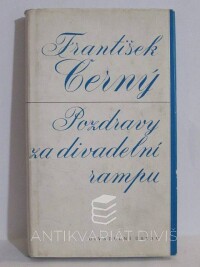 František
Černý
Pozdravy
za divadelní
rampu
ANTIKVARIÁT DIVIŠ